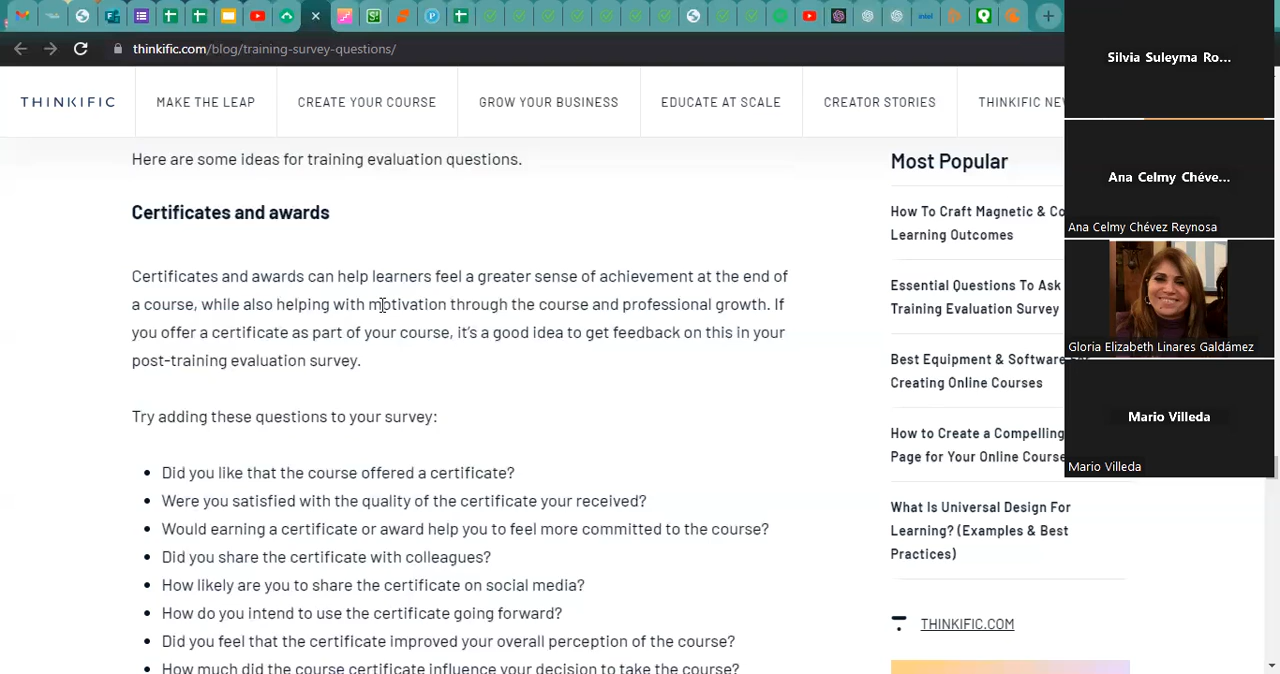 thinkific.com/blog/training-survey-questions/
THINKIFIC
MAKE THE LEAP
CREATE YOUR COURSE
GROW YOUR BUSINESS
EDUCATE AT SCALE
CREATOR STORIES
THINKIFIC NEW
Here are some ideas for training evaluation questions.
Certificates and awards
Certificates and awards can help learners feel a greater sense of achievement at the end of
a course, while also helping with motivation through the course and professional growth. If
you offer a certificate as part of your course, it's a good idea to get feedback on this in your
post-training evaluation survey.
Try adding these questions to your survey:
• Did you like that the course offered a certificate?
• Were you satisfied with the quality of the certificate your received?
• Would earning a certificate or award help you to feel more committed to the course?
• Did you share the certificate with colleagues?
• How likely are you to share the certificate on social media?
• How do you intend to use the certificate going forward?
• Did you feel that the certificate improved your overall perception of the course?
• How much did the course certificate influence your decision to take the course?
Most Popular
How To Craft Magnetic & Co
Learning Outcomes
Essential Questions To Ask
Training Evaluation Survey
Best Equipment & Software For
Creating Online Courses
How to Create a Compelling
Page for Your Online Course
What Is Universal Design For
Learning? (Examples & Best
Practices)
THINKIFIC.COM
Silvia Suleyma Ro...
Ana Celmy Chéve...
Ana Celmy Chévez Reynosa
Gloria Elizabeth Linares Galdámez
Mario Villeda
Mario Villeda